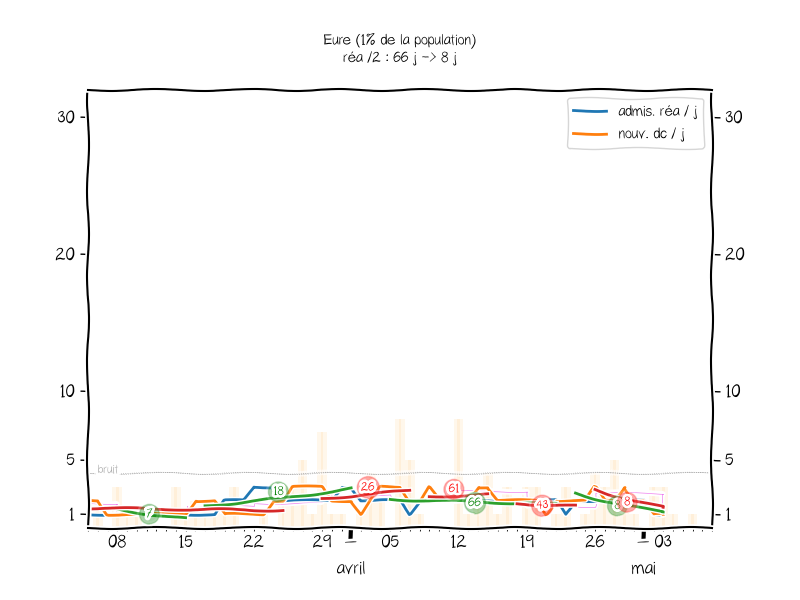 Eure (1% de la population)
réa /2 : 66 j -> 8 j
admis. réa / j
nouv. dc / j
30 30
20 20
10 10
5 5
bruit
1 1
7 18 26 61 66 43 8 8
08 15 22 29 05 12 19 26 03
avril mai